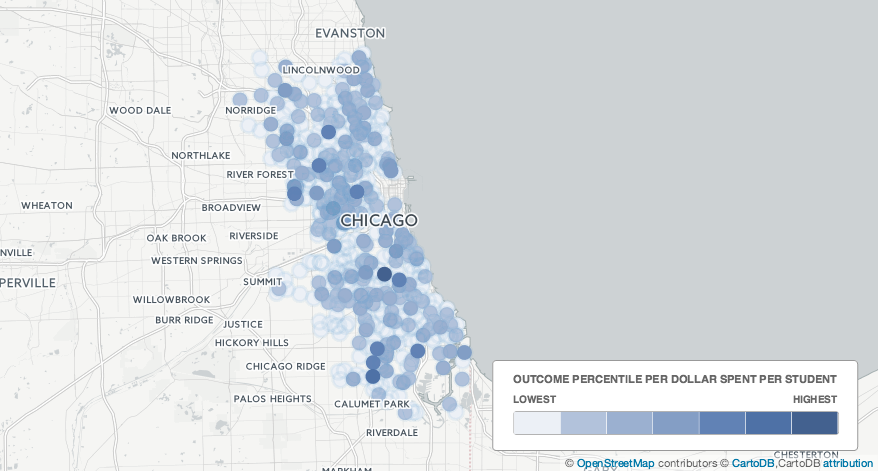 EVANSTON
LINCOLNWOOD
WOOD DALE
NORRIDGE
NORTHLAKE
RIVER FOREST
WHEATON
BROADVIEW
CHICAGO
OAK BROOK
RIVERSIDE
NVILLE
WESTERN SPRINGS
PERVILLE
SUMMIT
WILLOWBROOK
BURR RIDGE
JUSTICE
HICKORY HILLS
CHICAGO RIDGE
PALOS HEIGHTS
CALUMET PARK
RIVERDALE
MARKHAM
OUTCOME PERCENTILE PER DOLLAR SPENT PER STUDENT
LOWEST HIGHEST
CHESTERTON
© OpenStreetMap contributors © CartoDB,CartoDB attribution